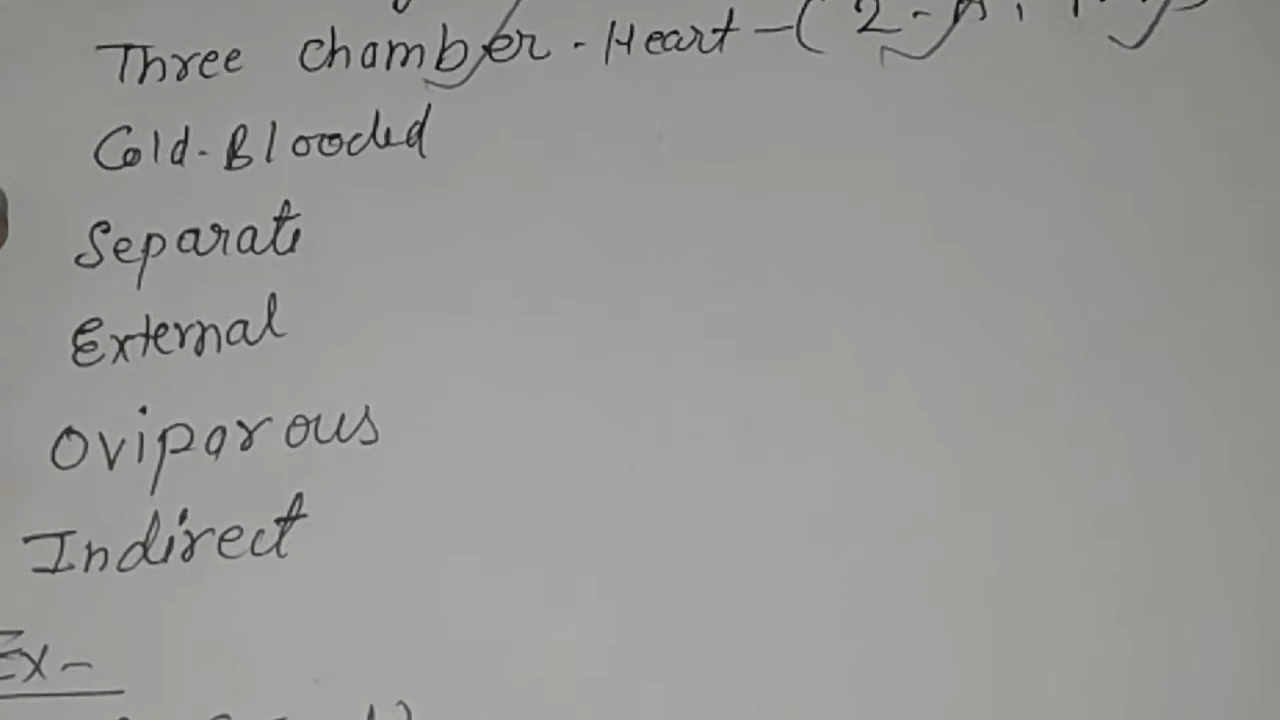 Three Chamber - Heart - ( 2 -
Cold-Blooded
Separate
External
Oviparous
Indirect
Ex -